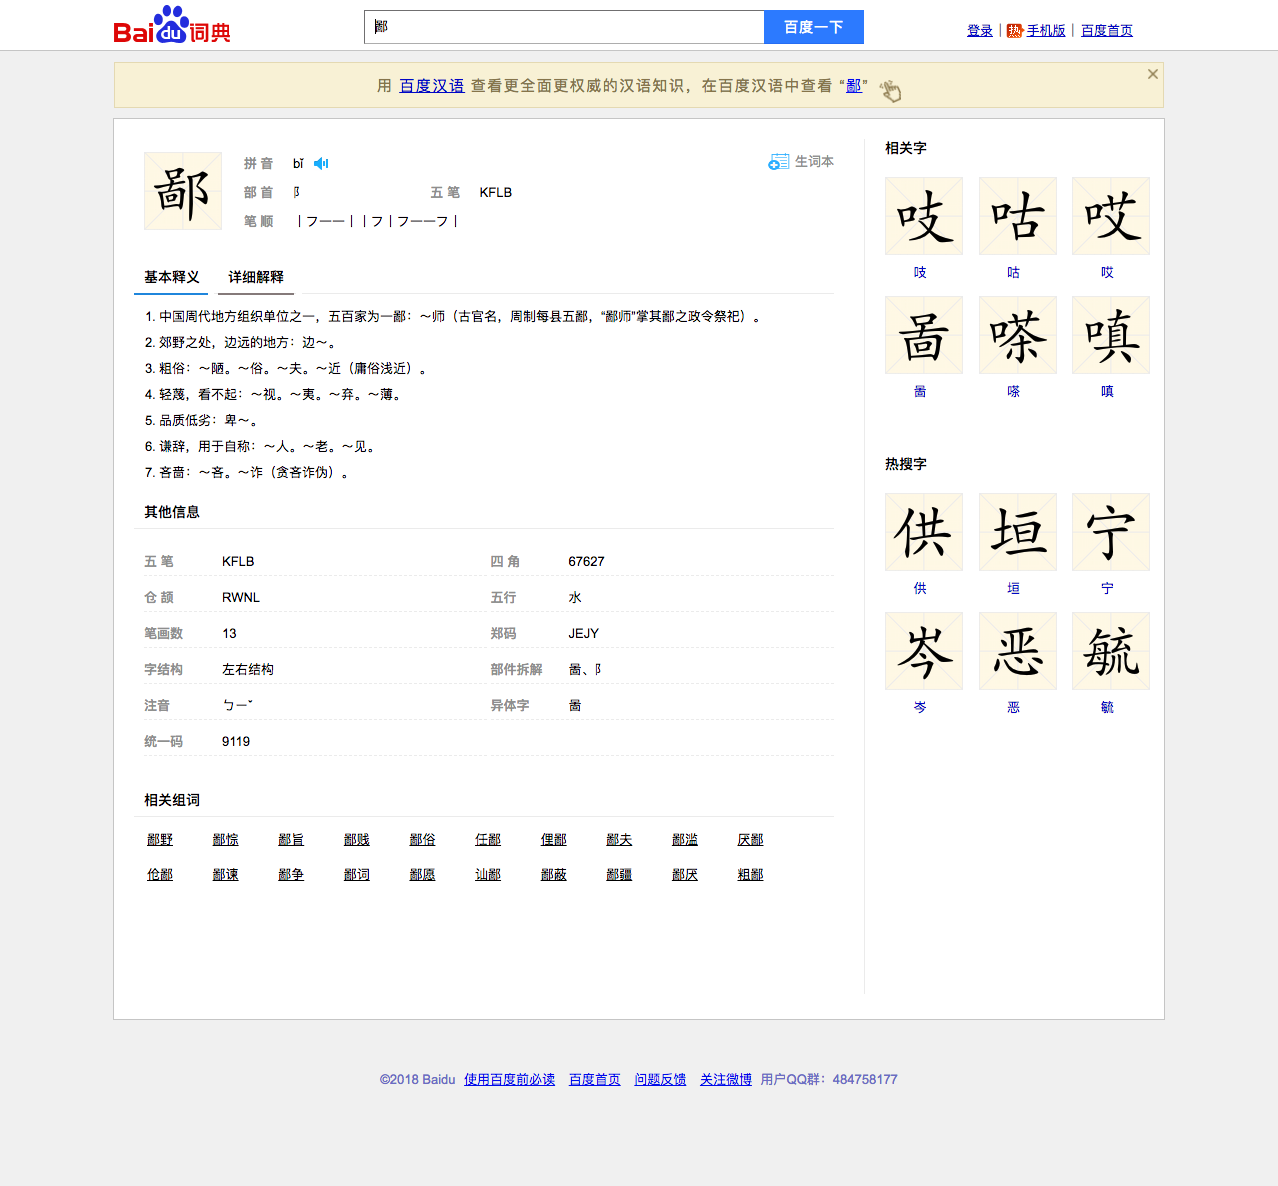 Bai du 词典
鄙
百度一下
登录 | 热 手机版 | 百度首页
用 百度汉语 查看更全面更权威的汉语知识，在百度汉语中查看 “鄙”
鄙
拼 音 bǐ
生词本
部 首 阝 五 笔 KFLB
笔 顺 丨フ一一丨丨フ丨フ一一フ丨
基本释义 详细解释
1. 中国周代地方组织单位之一，五百家为一鄙：～师（古官名，周制每县五鄙，“鄙师”掌其鄙之政令祭祀）。
2. 郊野之处，边远的地方：边～。
3. 粗俗：～陋。～俗。～夫。～近（庸俗浅近）。
4. 轻蔑，看不起：～视。～夷。～弃。～薄。
5. 品质低劣：卑～。
6. 谦辞，用于自称：～人。～老。～见。
7. 吝啬：～吝。～诈（贪吝诈伪）。
其他信息
五 笔 KFLB 四 角 67627
仓 颉 RWNL 五行 水
笔画数 13 郑码 JEJY
字结构 左右结构 部件拆解 啚、阝
注音 ㄅㄧˇ 异体字 啚
统一码 9119
相关组词
鄙野 鄙悰 鄙旨 鄙贱 鄙俗 任鄙 俚鄙 鄙夫 鄙滥 厌鄙
伧鄙 鄙谏 鄙争 鄙词 鄙愿 讪鄙 鄙蔽 鄙疆 鄙厌 粗鄙
相关字
吱 咕 哎
吱 咕 哎
啚 嗏 嗔
啚 嗏 嗔
热搜字
供 垣 宁
供 垣 宁
岑 恶 毓
岑 恶 毓
©2018 Baidu 使用百度前必读 百度首页 问题反馈 关注微博 用户QQ群：484758177